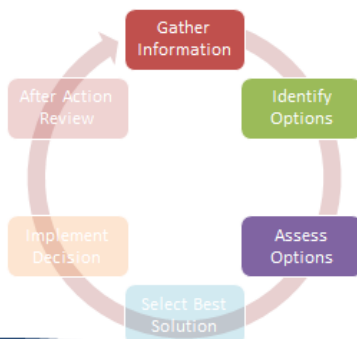 Gather
Information
Identify
Options
Assess
Options
Select Best
Solution
Implement
Decision
After Action
Review